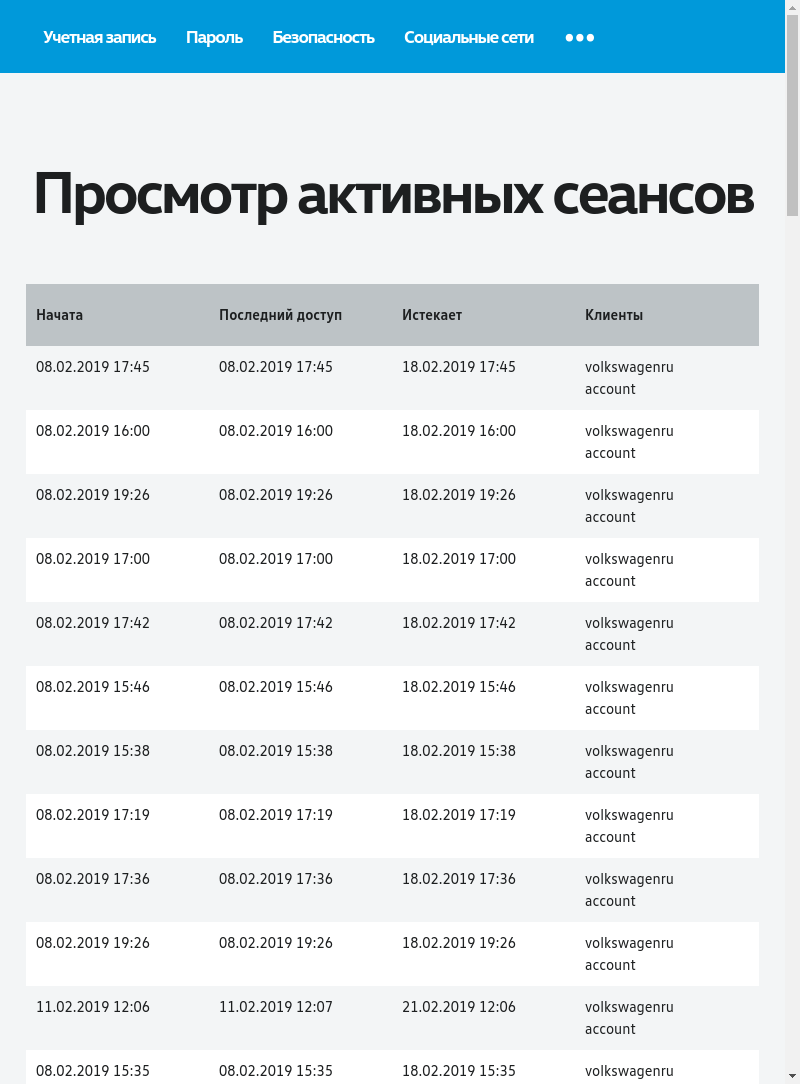 Учетная запись Пароль Безопасность Социальные сети •••
Просмотр активных сеансов
Начата Последний доступ Истекает Клиенты
08.02.2019 17:45 08.02.2019 17:45 18.02.2019 17:45 volkswagenru
account
08.02.2019 16:00 08.02.2019 16:00 18.02.2019 16:00 volkswagenru
account
08.02.2019 19:26 08.02.2019 19:26 18.02.2019 19:26 volkswagenru
account
08.02.2019 17:00 08.02.2019 17:00 18.02.2019 17:00 volkswagenru
account
08.02.2019 17:42 08.02.2019 17:42 18.02.2019 17:42 volkswagenru
account
08.02.2019 15:46 08.02.2019 15:46 18.02.2019 15:46 volkswagenru
account
08.02.2019 15:38 08.02.2019 15:38 18.02.2019 15:38 volkswagenru
account
08.02.2019 17:19 08.02.2019 17:19 18.02.2019 17:19 volkswagenru
account
08.02.2019 17:36 08.02.2019 17:36 18.02.2019 17:36 volkswagenru
account
08.02.2019 19:26 08.02.2019 19:26 18.02.2019 19:26 volkswagenru
account
11.02.2019 12:06 11.02.2019 12:07 21.02.2019 12:06 volkswagenru
account
08.02.2019 15:35 08.02.2019 15:35 18.02.2019 15:35 volkswagenru